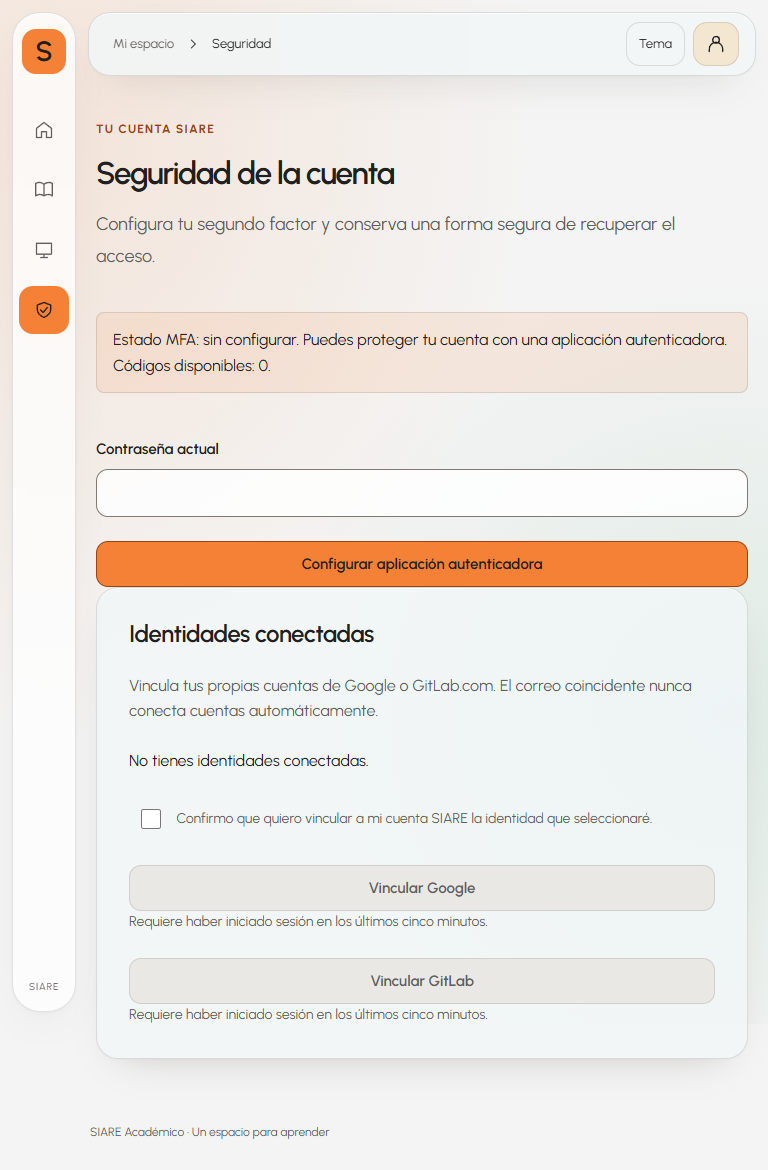 S
Mi espacio > Seguridad
Tema
TU CUENTA SIARE
Seguridad de la cuenta
Configura tu segundo factor y conserva una forma segura de recuperar el
acceso.
Estado MFA: sin configurar. Puedes proteger tu cuenta con una aplicación autenticadora.
Códigos disponibles: 0.
Contraseña actual
Configurar aplicación autenticadora
Identidades conectadas
Vincula tus propias cuentas de Google o GitLab.com. El correo coincidente nunca
conecta cuentas automáticamente.
No tienes identidades conectadas.
Confirmo que quiero vincular a mi cuenta SIARE la identidad que seleccionaré.
Vincular Google
Requiere haber iniciado sesión en los últimos cinco minutos.
Vincular GitLab
Requiere haber iniciado sesión en los últimos cinco minutos.
SIARE
SIARE Académico · Un espacio para aprender